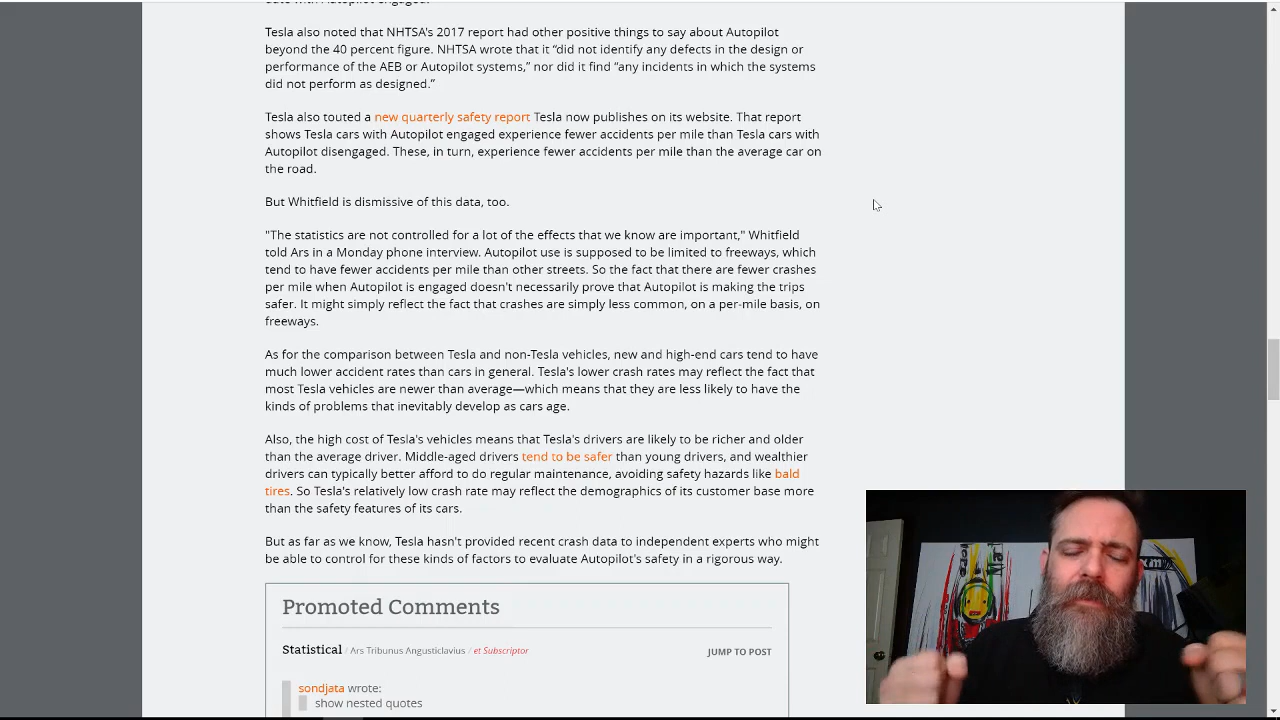 Tesla also noted that NHTSA's 2017 report had other positive things to say about Autopilot
beyond the 40 percent figure. NHTSA wrote that it “did not identify any defects in the design or
performance of the AEB or Autopilot systems,” nor did it find “any incidents in which the systems
did not perform as designed.”
Tesla also touted a new quarterly safety report Tesla now publishes on its website. That report
shows Tesla cars with Autopilot engaged experience fewer accidents per mile than Tesla cars with
Autopilot disengaged. These, in turn, experience fewer accidents per mile than the average car on
the road.
But Whitfield is dismissive of this data, too.
"The statistics are not controlled for a lot of the effects that we know are important," Whitfield
told Ars in a Monday phone interview. Autopilot use is supposed to be limited to freeways, which
tend to have fewer accidents per mile than other streets. So the fact that there are fewer crashes
per mile when Autopilot is engaged doesn't necessarily prove that Autopilot is making the trips
safer. It might simply reflect the fact that crashes are simply less common, on a per-mile basis, on
freeways.
As for the comparison between Tesla and non-Tesla vehicles, new and high-end cars tend to have
much lower accident rates than cars in general. Tesla's lower crash rates may reflect the fact that
most Tesla vehicles are newer than average—which means that they are less likely to have the
kinds of problems that inevitably develop as cars age.
Also, the high cost of Tesla's vehicles means that Tesla's drivers are likely to be richer and older
than the average driver. Middle-aged drivers tend to be safer than young drivers, and wealthier
drivers can typically better afford to do regular maintenance, avoiding safety hazards like bald
tires. So Tesla's relatively low crash rate may reflect the demographics of its customer base more
than the safety features of its cars.
But as far as we know, Tesla hasn't provided recent crash data to independent experts who might
be able to control for these kinds of factors to evaluate Autopilot's safety in a rigorous way.
Promoted Comments
Statistical / Ars Tribunus Angusticlavius / et Subscriptor JUMP TO POST
sondjata wrote:
show nested quotes